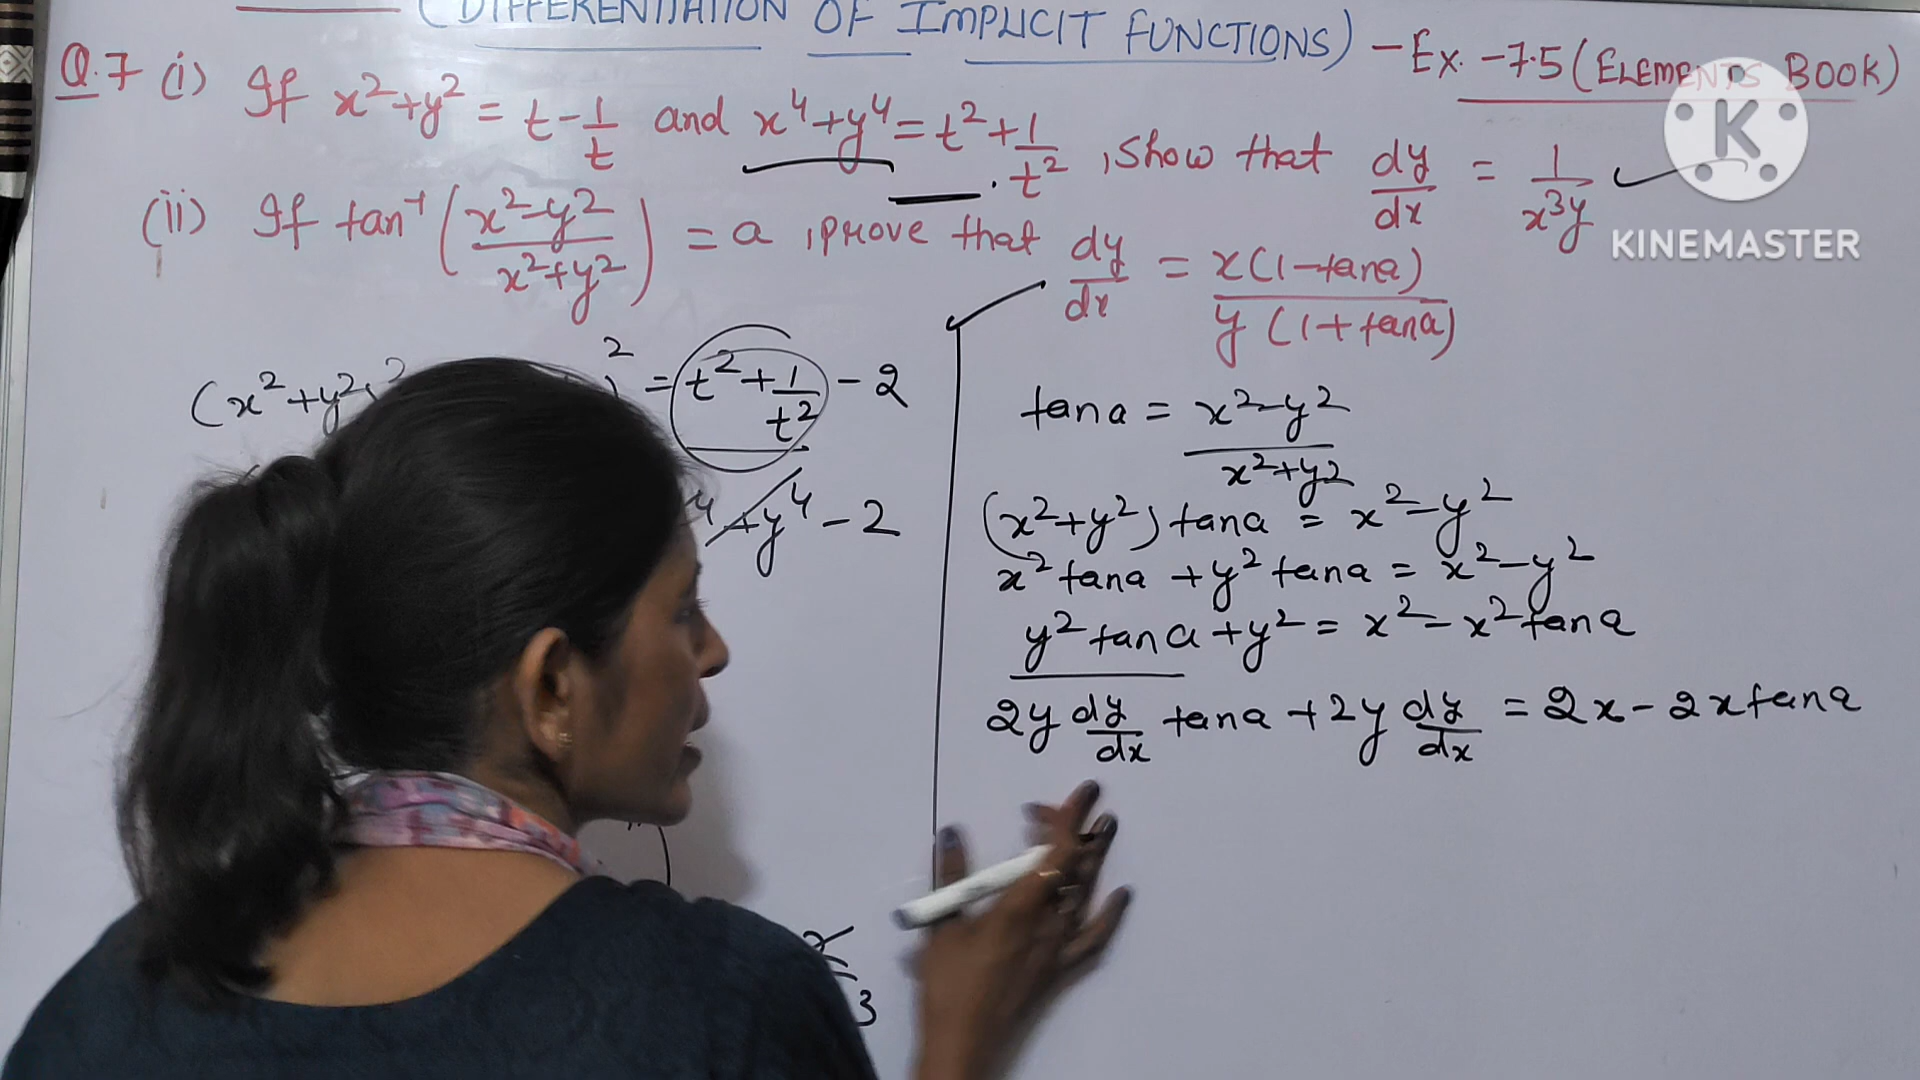 (DIFFERENTIATION OF IMPLICIT FUNCTIONS) - Ex. - 7.5 (ELEMENTS BOOK)
Q.7 (i) If x² + y² = t - 1/t and x⁴ + y⁴ = t² + 1/t², show that dy/dx = 1/x³y
(ii) If tan⁻¹ (x² - y²/x² + y²) = a, prove that dy/dx = x(1 - tana)/y(1 + tana)
KINEMASTER
(x² + y²)² ² = t² + 1/t² - 2
⁴ + y⁴ - 2
3
tana = x² - y²/x² + y²
(x² + y²) tana = x² - y²
x² tana + y² tana = x² - y²
y² tana + y² = x² - x² tana
2y dy/dx tana + 2y dy/dx = 2x - 2x tana